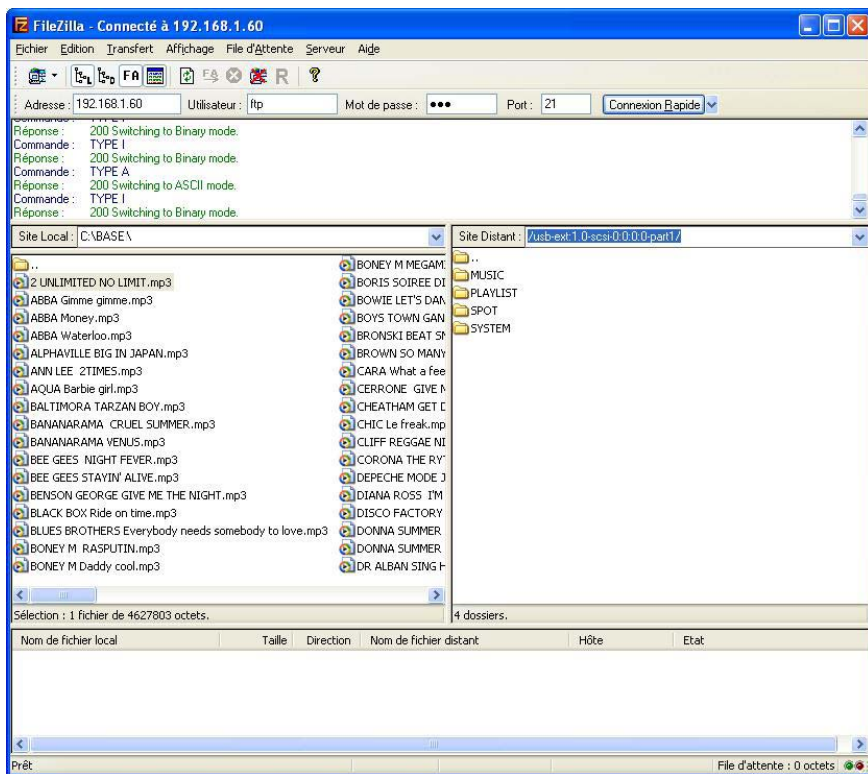 FileZilla - Connecté à 192.168.1.60
Fichier Edition Transfert Affichage File d'Attente Serveur Aide
Adresse : 192.168.1.60 Utilisateur : ftp Mot de passe : ●●● Port : 21 Connexion Rapide
Réponse : 200 Switching to Binary mode.
Commande : TYPE I
Réponse : 200 Switching to Binary mode.
Commande : TYPE A
Réponse : 200 Switching to ASCII mode.
Commande : TYPE I
Réponse : 200 Switching to Binary mode.
Site Local : C:\BASE\
..
2 UNLIMITED NO LIMIT.mp3
ABBA Gimme gimme.mp3
ABBA Money.mp3
ABBA Waterloo.mp3
ALPHAVILLE BIG IN JAPAN.mp3
ANN LEE 2TIMES.mp3
AQUA Barbie girl.mp3
BALTIMORA TARZAN BOY.mp3
BANANARAMA CRUEL SUMMER.mp3
BANANARAMA VENUS.mp3
BEE GEES NIGHT FEVER.mp3
BEE GEES STAYIN' ALIVE.mp3
BENSON GEORGE GIVE ME THE NIGHT.mp3
BLACK BOX Ride on time.mp3
BLUES BROTHERS Everybody needs somebody to love.mp3
BONEY M RASPUTIN.mp3
BONEY M Daddy cool.mp3
BONEY M MEGAM
BORIS SOIREE DI
BOWIE LET'S DAN
BOYS TOWN GAN
BRONSKI BEAT SM
BROWN SO MANY
CARA What a fee
CERRONE GIVE M
CHEATHAM GET D
CHIC Le freak.mp
CLIFF REGGAE NI
CORONA THE RY
DEPECHE MODE J
DIANA ROSS I'M
DISCO FACTORY
DONNA SUMMER
DONNA SUMMER
DR ALBAN SING H
Sélection : 1 fichier de 4627803 octets.
Site Distant : /usb-ext:1.0-scsi-0:0:0:0-part1/
..
MUSIC
PLAYLIST
SPOT
SYSTEM
4 dossiers.
Nom de fichier local Taille Direction Nom de fichier distant Hôte Etat
Prêt File d'attente : 0 octets